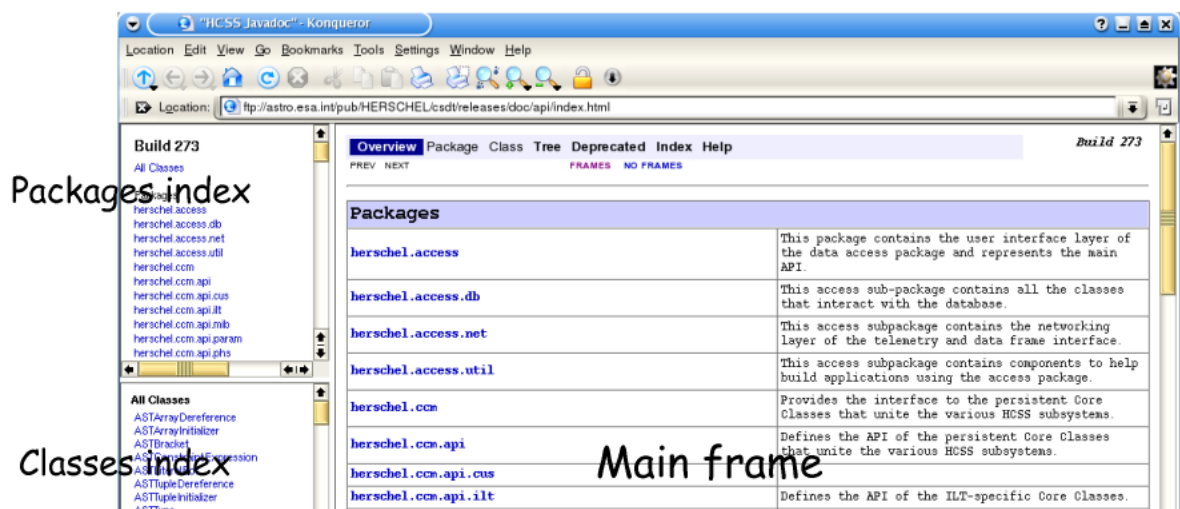 "HCSS Javadoc" - Konqueror
Location Edit View Go Bookmarks Tools Settings Window Help
Location: ftp://astro.esa.int/pub/HERSCHEL/csdt/releases/doc/api/index.html
Build 273
All Classes
Packages index
Packages
herschel.access
herschel.access.db
herschel.access.net
herschel.access.util
herschel.ccm
herschel.ccm.api
herschel.ccm.api.cus
herschel.ccm.api.ilt
herschel.ccm.api.mib
herschel.ccm.api.param
herschel.ccm.api.phs
All Classes
ASTArrayDereference
ASTArrayInitializer
ASTBracket
Classes index
ASTTupleDereference
ASTTupleInitializer
Overview Package Class Tree Deprecated Index Help
Build 273
PREV NEXT FRAMES NO FRAMES
Packages
herschel.access
This package contains the user interface layer of
the data access package and represents the main
API.
herschel.access.db
This access sub-package contains all the classes
that interact with the database.
herschel.access.net
This access subpackage contains the networking
layer of the telemetry and data frame interface.
herschel.access.util
This access subpackage contains components to help
build applications using the access package.
herschel.ccm
Provides the interface to the persistent Core
Classes that unite the various HCSS subsystems.
herschel.ccm.api
Defines the API of the persistent Core Classes
that unite the various HCSS subsystems.
Main frame
herschel.ccm.api.cus
herschel.ccm.api.ilt
Defines the API of the ILT-specific Core Classes.